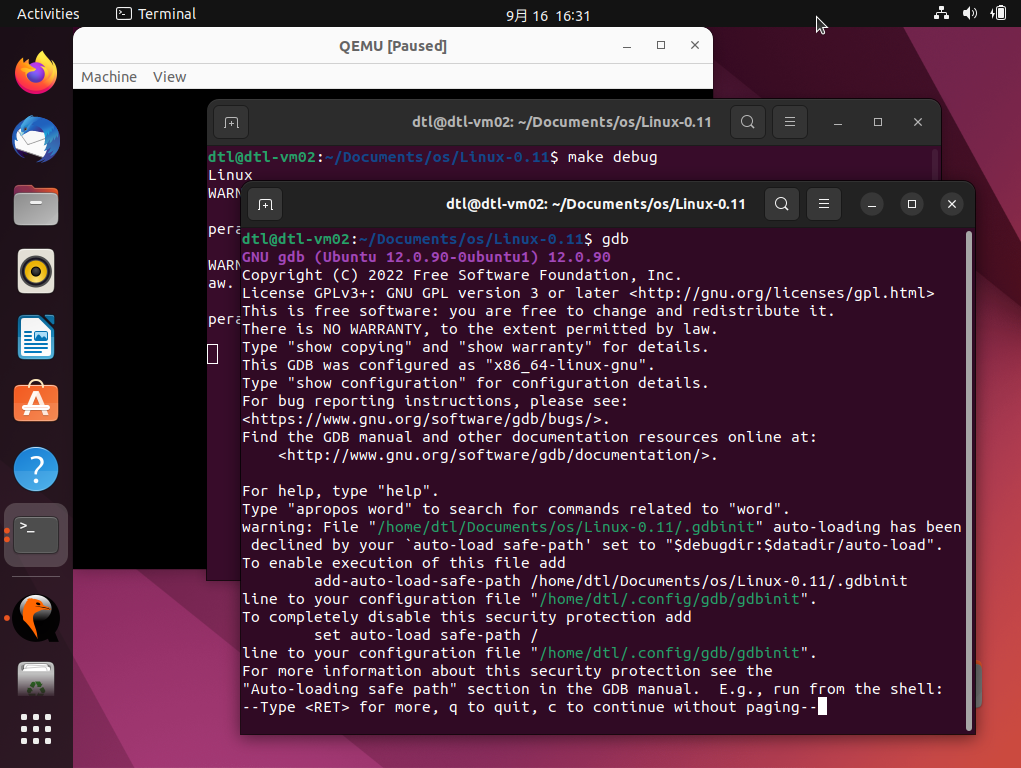 Activities
Terminal
9月 16 16:31
QEMU [Paused]
Machine View
dtl@dtl-vm02: ~/Documents/os/Linux-0.11
dtl@dtl-vm02:~/Documents/os/Linux-0.11$ make debug
Linux
WARN
pera
WARN
aw.
pera
dtl@dtl-vm02: ~/Documents/os/Linux-0.11
dtl@dtl-vm02:~/Documents/os/Linux-0.11$ gdb
GNU gdb (Ubuntu 12.0.90-0ubuntu1) 12.0.90
Copyright (C) 2022 Free Software Foundation, Inc.
License GPLv3+: GNU GPL version 3 or later <http://gnu.org/licenses/gpl.html>
This is free software: you are free to change and redistribute it.
There is NO WARRANTY, to the extent permitted by law.
Type "show copying" and "show warranty" for details.
This GDB was configured as "x86_64-linux-gnu".
Type "show configuration" for configuration details.
For bug reporting instructions, please see:
<https://www.gnu.org/software/gdb/bugs/>.
Find the GDB manual and other documentation resources online at:
    <http://www.gnu.org/software/gdb/documentation/>.
For help, type "help".
Type "apropos word" to search for commands related to "word".
warning: File "/home/dtl/Documents/os/Linux-0.11/.gdbinit" auto-loading has been
 declined by your `auto-load safe-path' set to "$debugdir:$datadir/auto-load".
To enable execution of this file add
        add-auto-load-safe-path /home/dtl/Documents/os/Linux-0.11/.gdbinit
line to your configuration file "/home/dtl/.config/gdb/gdbinit".
To completely disable this security protection add
        set auto-load safe-path /
line to your configuration file "/home/dtl/.config/gdb/gdbinit".
For more information about this security protection see the
"Auto-loading safe path" section in the GDB manual.  E.g., run from the shell:
--Type <RET> for more, q to quit, c to continue without paging--